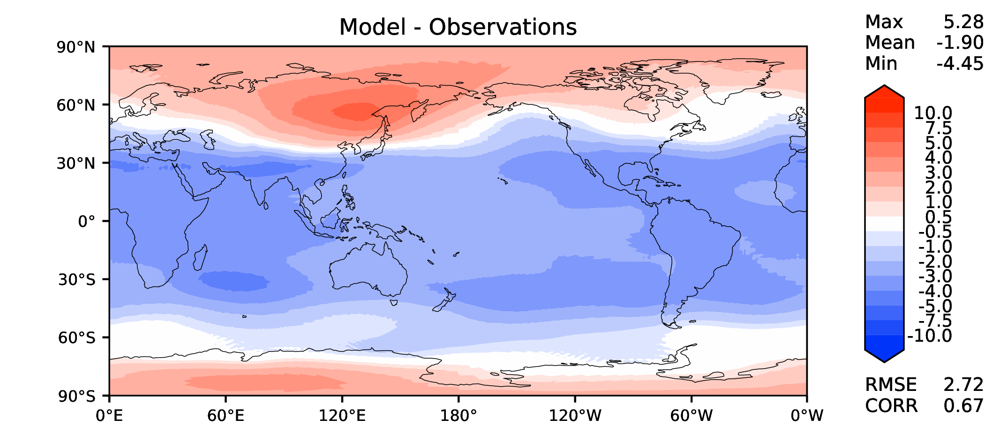 Model - Observations
Max 5.28
Mean -1.90
Min -4.45
90°N
60°N
30°N
0°
30°S
60°S
90°S
0°E 60°E 120°E 180° 120°W 60°W 0°W
10.0
7.5
5.0
4.0
3.0
2.0
1.0
0.5
-0.5
-1.0
-2.0
-3.0
-4.0
-5.0
-7.5
-10.0
RMSE 2.72
CORR 0.67